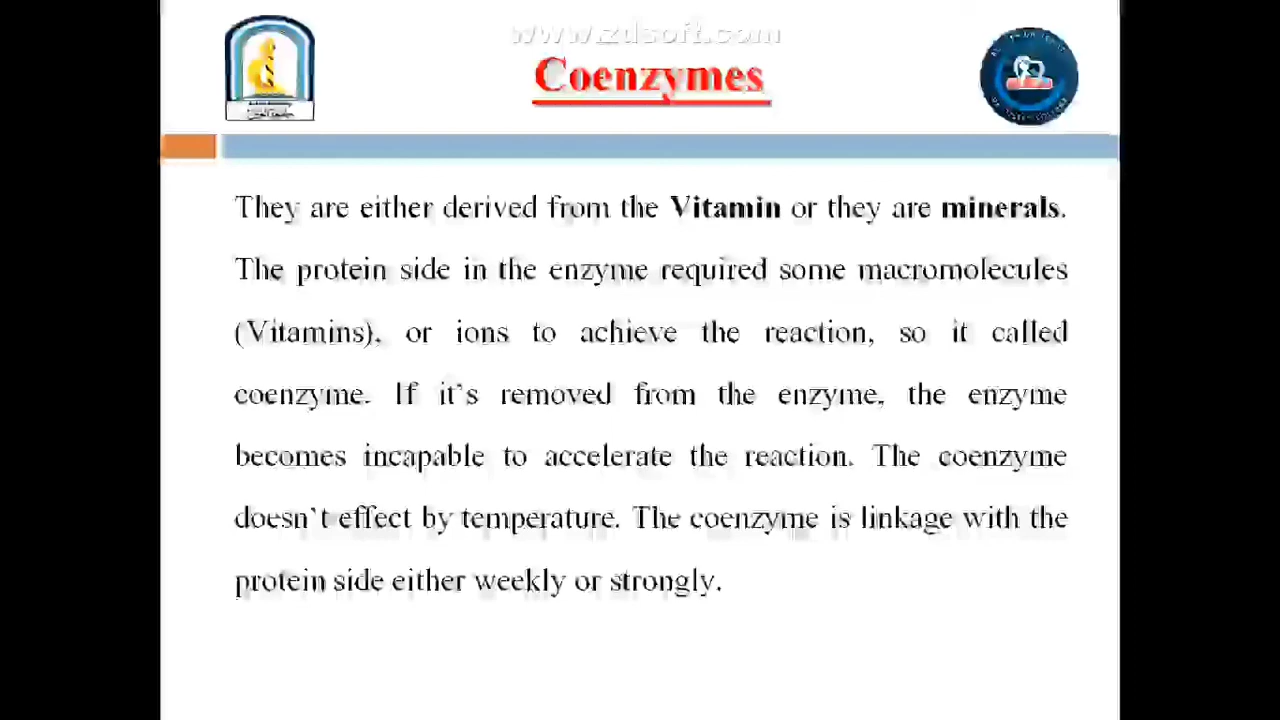 www.zdsoft.com
Coenzymes
They are either derived from the Vitamin or they are minerals.
The protein side in the enzyme required some macromolecules
(Vitamins), or ions to achieve the reaction, so it called
coenzyme. If it's removed from the enzyme, the enzyme
becomes incapable to accelerate the reaction. The coenzyme
doesn't effect by temperature. The coenzyme is linkage with the
protein side either weekly or strongly.